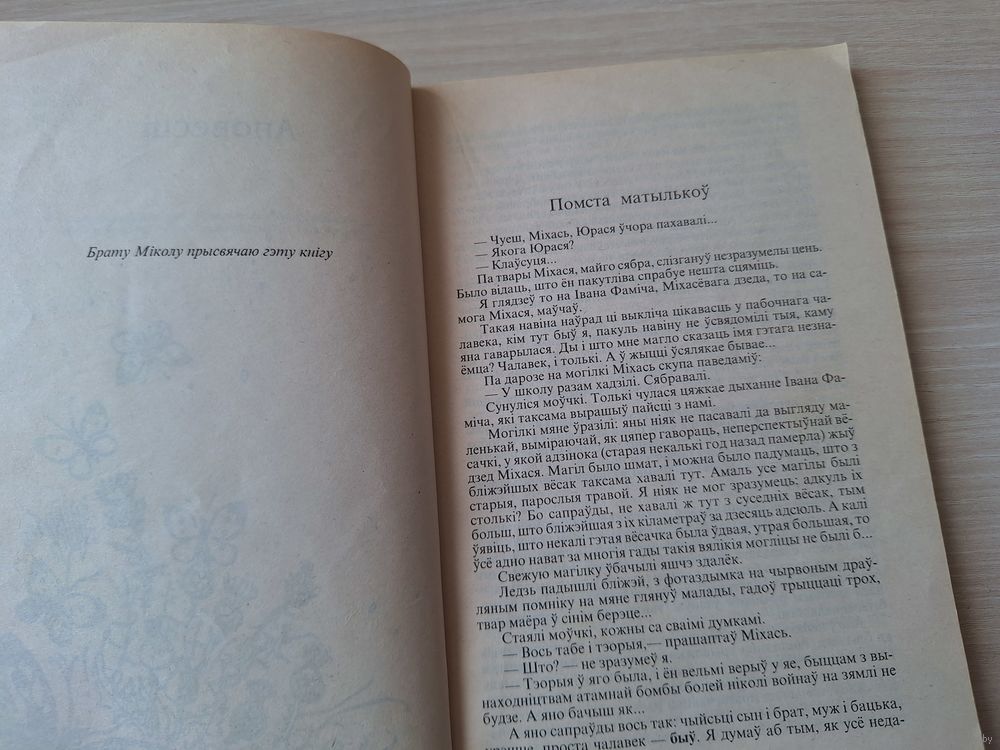 Аповесці
Брату Міколу прысвячаю гэту кнігу
Помста матылькоў
— Чуеш, Міхась, Юрася ўчора пахавалі...
— Якога Юрася?
— Клаўсуця...
Па твары Міхася, майго сябра, слізгануў незразумелы цень.
Было відаць, што ён пакутліва спрабуе нешта сцяміць.
Я глядзеў то на Івана Фаміча, Міхасёвага дзеда, то на са-
мога Міхася, маўчаў.
Такая навіна наўрад ці выкліча цікавасць у пабочнага ча-
лавека, кім тут быў я, пакуль навіну не ўсвядомілі тыя, каму
яна гаварылася. Ды і што мне магло сказаць імя гэтага незна-
ёмца? Чалавек, і толькі. А ў жыцці ўсялякае бывае...
Па дарозе на могілкі Міхась скупа паведаміў:
— У школу разам хадзілі. Сябравалі.
Сунуліся моўчкі. Толькі чулася цяжкае дыханне Івана Фа-
міча, які таксама вырашыў пайсці з намі.
Могілкі мяне ўразілі: яны ніяк не пасавалі да выгляду ма-
ленькай, выміраючай, як цяпер гавораць, неперспектыўнай вё-
сачкі, у якой адзінока (старая некалькі год назад памерла) жыў
дзед Міхася. Магіл было шмат, і можна было падумаць, што з
бліжэйшых вёсак таксама хавалі тут. Амаль усе магілы былі
старыя, парослыя травой. Я ніяк не мог зразумець: адкуль іх
столькі? Бо сапраўды, не хавалі ж тут з суседніх вёсак, тым
больш, што бліжэйшая з іх кіламетраў за дзесяць адсюль. А калі
ўявіць, што некалі гэтая вёсачка была ўдвая, утрая большая, то
ўсё адно нават за многія гады такія вялікія могліцы не былі б...
Свежую магілку ўбачылі яшчэ здалёк.
Ледзь падышлі бліжэй, з фотаздымка на чырвоным драў-
ляным помніку на мяне глянуў малады, гадоў трыццаці трох,
твар маёра ў сінім берэце...
Стаялі моўчкі, кожны са сваімі думкамі.
— Вось табе і тэорыя,— прашаптаў Міхась.
— Што? — не зразумеў я.
— Тэорыя ў яго была, і ён вельмі верыў у яе, быццам з вы-
находніцтвам атамнай бомбы болей ніколі войнаў на зямлі не
будзе. А яно бачыш як...
А яно сапраўды вось так: чыйсьці сын і брат, муж і бацька,
проста чалавек — быў. Я думаў аб тым, як усё неда-
by